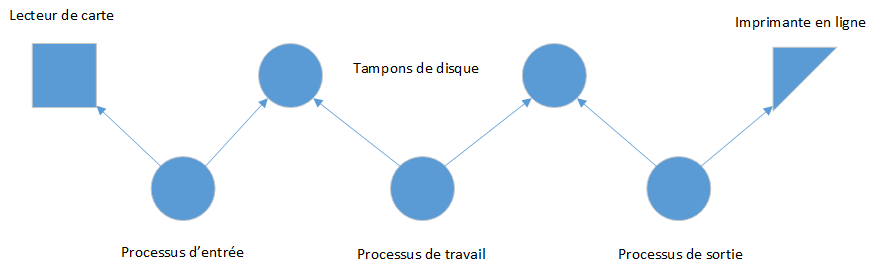 Lecteur de carte
Imprimante en ligne
Tampons de disque
Processus d’entrée
Processus de travail
Processus de sortie